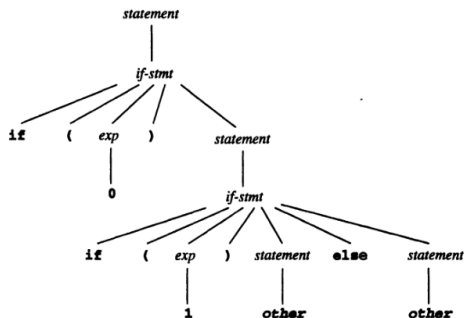 statement
if-stmt
if ( exp ) statement
0
if-stmt
if ( exp ) statement else statement
1 other other